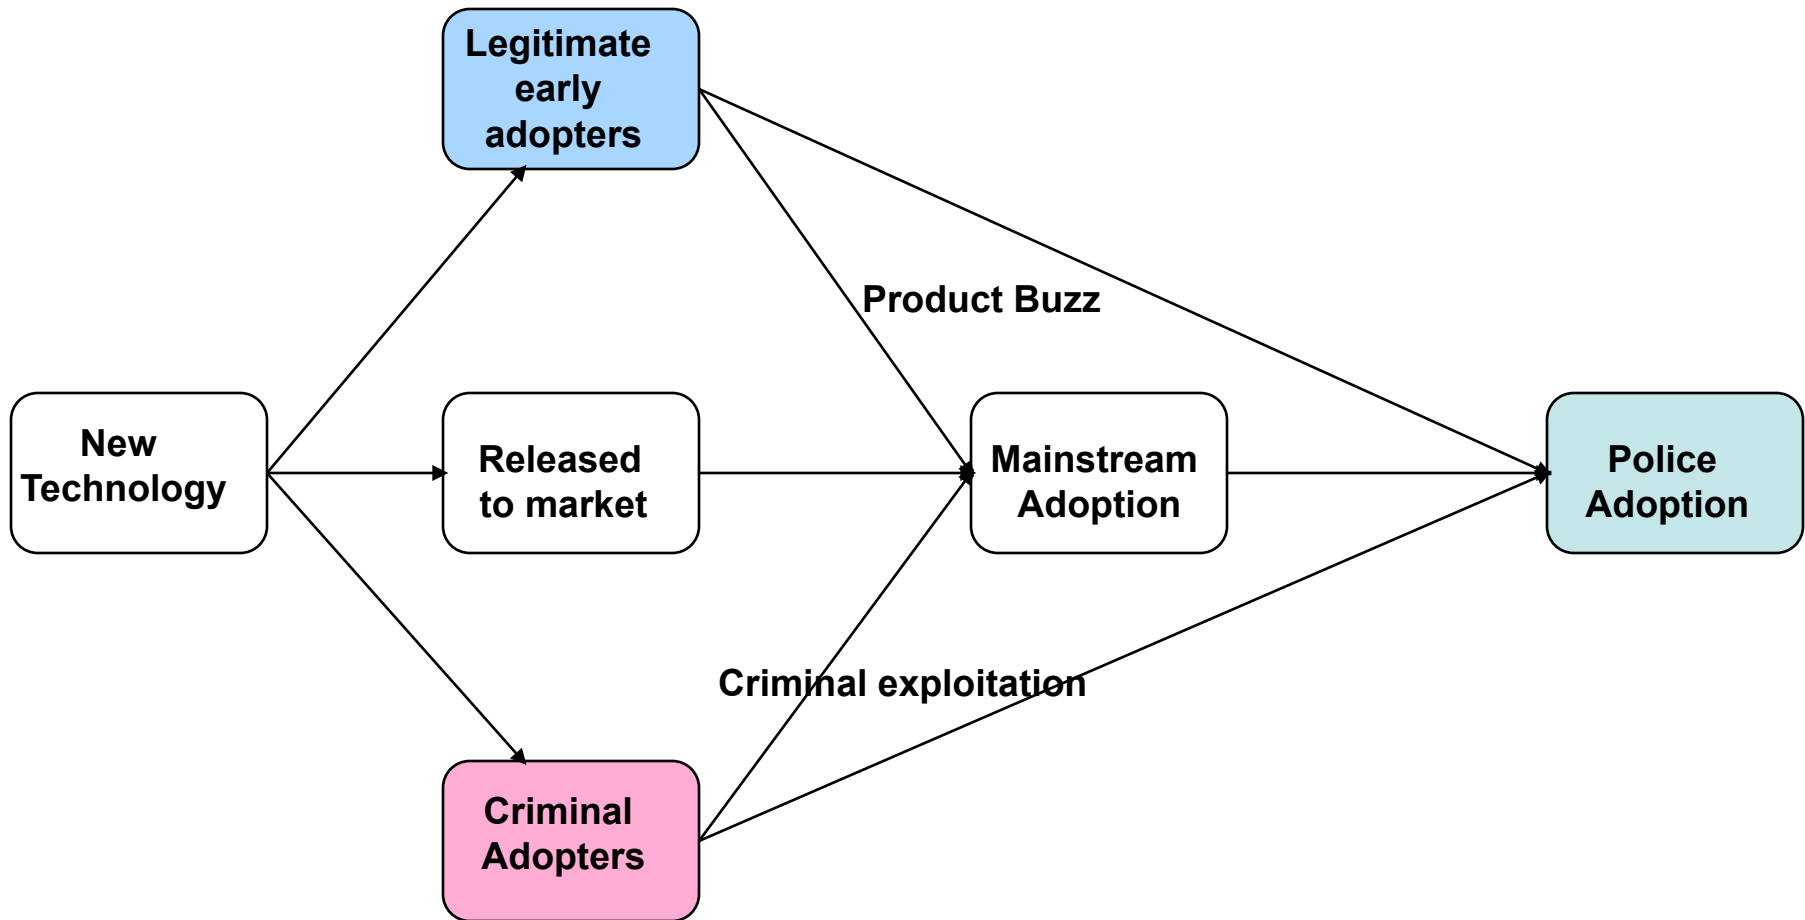 Legitimate
early
adopters
Product Buzz
New
Technology
Released
to market
Mainstream
Adoption
Police
Adoption
Criminal exploitation
Criminal
Adopters